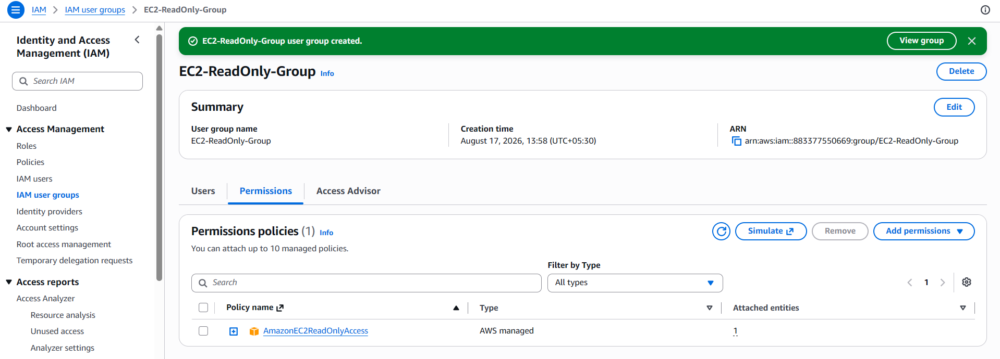 IAM > IAM user groups > EC2-ReadOnly-Group
Identity and Access
Management (IAM)
Search IAM
Dashboard
Access Management
Roles
Policies
IAM users
IAM user groups
Identity providers
Account settings
Root access management
Temporary delegation requests
Access reports
Access Analyzer
Resource analysis
Unused access
Analyzer settings
EC2-ReadOnly-Group user group created.
View group
EC2-ReadOnly-Group Info
Delete
Summary
Edit
User group name
EC2-ReadOnly-Group
Creation time
August 17, 2026, 13:58 (UTC+05:30)
ARN
arn:aws:iam::883377550669:group/EC2-ReadOnly-Group
Users Permissions Access Advisor
Permissions policies (1) Info
Simulate Remove Add permissions
You can attach up to 10 managed policies.
Filter by Type
Search
All types
1
Policy name Type Attached entities
AmazonEC2ReadOnlyAccess AWS managed 1